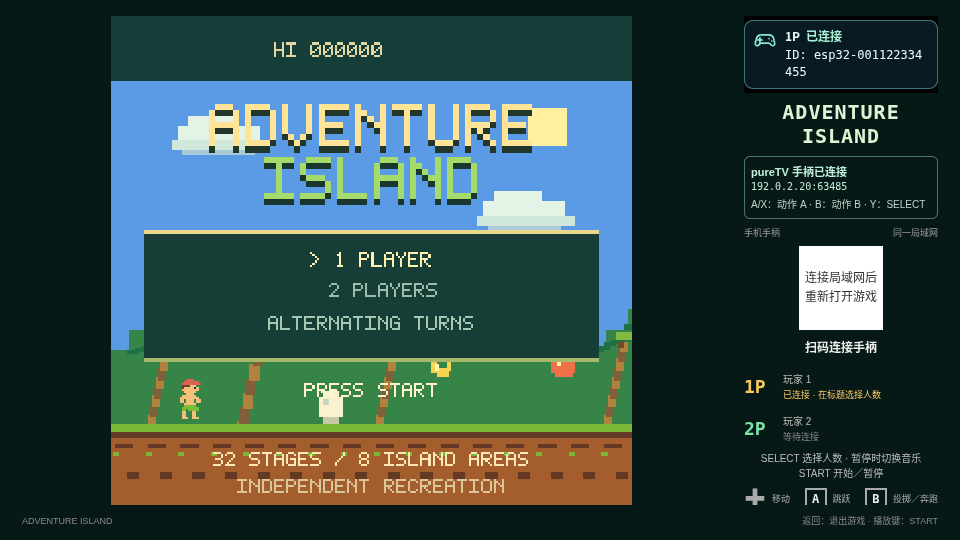 HI 000000
ADVENTURE
ISLAND
> 1 PLAYER
2 PLAYERS
ALTERNATING TURNS
PRESS START
32 STAGES / 8 ISLAND AREAS
INDEPENDENT RECREATION
ADVENTURE ISLAND
1P 已连接
ID: esp32-001122334
455
ADVENTURE
ISLAND
pureTV 手柄已连接
192.0.2.20:63485
A/X: 动作 A · B: 动作 B · Y: SELECT
手机手柄 同一局域网
连接局域网后
重新打开游戏
扫码连接手柄
1P 玩家 1
已连接 · 在标题选择人数
2P 玩家 2
等待连接
SELECT 选择人数 · 暂停时切换音乐
START 开始／暂停
移动 A 跳跃 B 投掷／奔跑
返回: 退出游戏 · 播放键: START